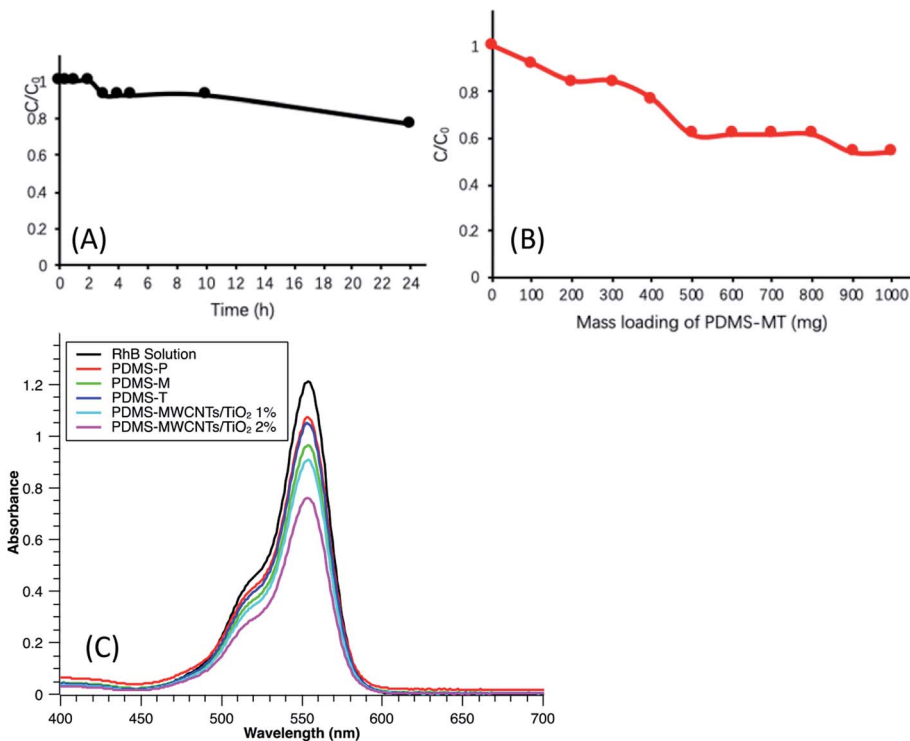 (A)
C/C₀
1
0.8
0.6
0.4
0.2
0
0 2 4 6 8 10 12 14 16 18 20 22 24
Time (h)
(B)
C/C₀
1
0.8
0.6
0.4
0.2
0
0 100 200 300 400 500 600 700 800 900 1000
Mass loading of PDMS-MT (mg)
RhB Solution
PDMS-P
PDMS-M
PDMS-T
PDMS-MWCNTs/TiO₂ 1%
PDMS-MWCNTs/TiO₂ 2%
Absorbance
1.2
1
0.8
0.6
0.4
0.2
0
(C)
400 450 500 550 600 650 700
Wavelength (nm)